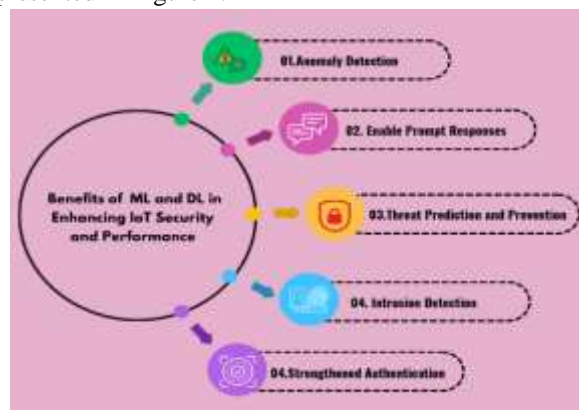 Benefits of ML and DL in
Enhancing IoT Security
and Performance
01.Anomaly Detection
02. Enable Prompt Responses
03.Threat Prediction and Prevention
04. Intrusion Detection
04.Strengthened Authentication